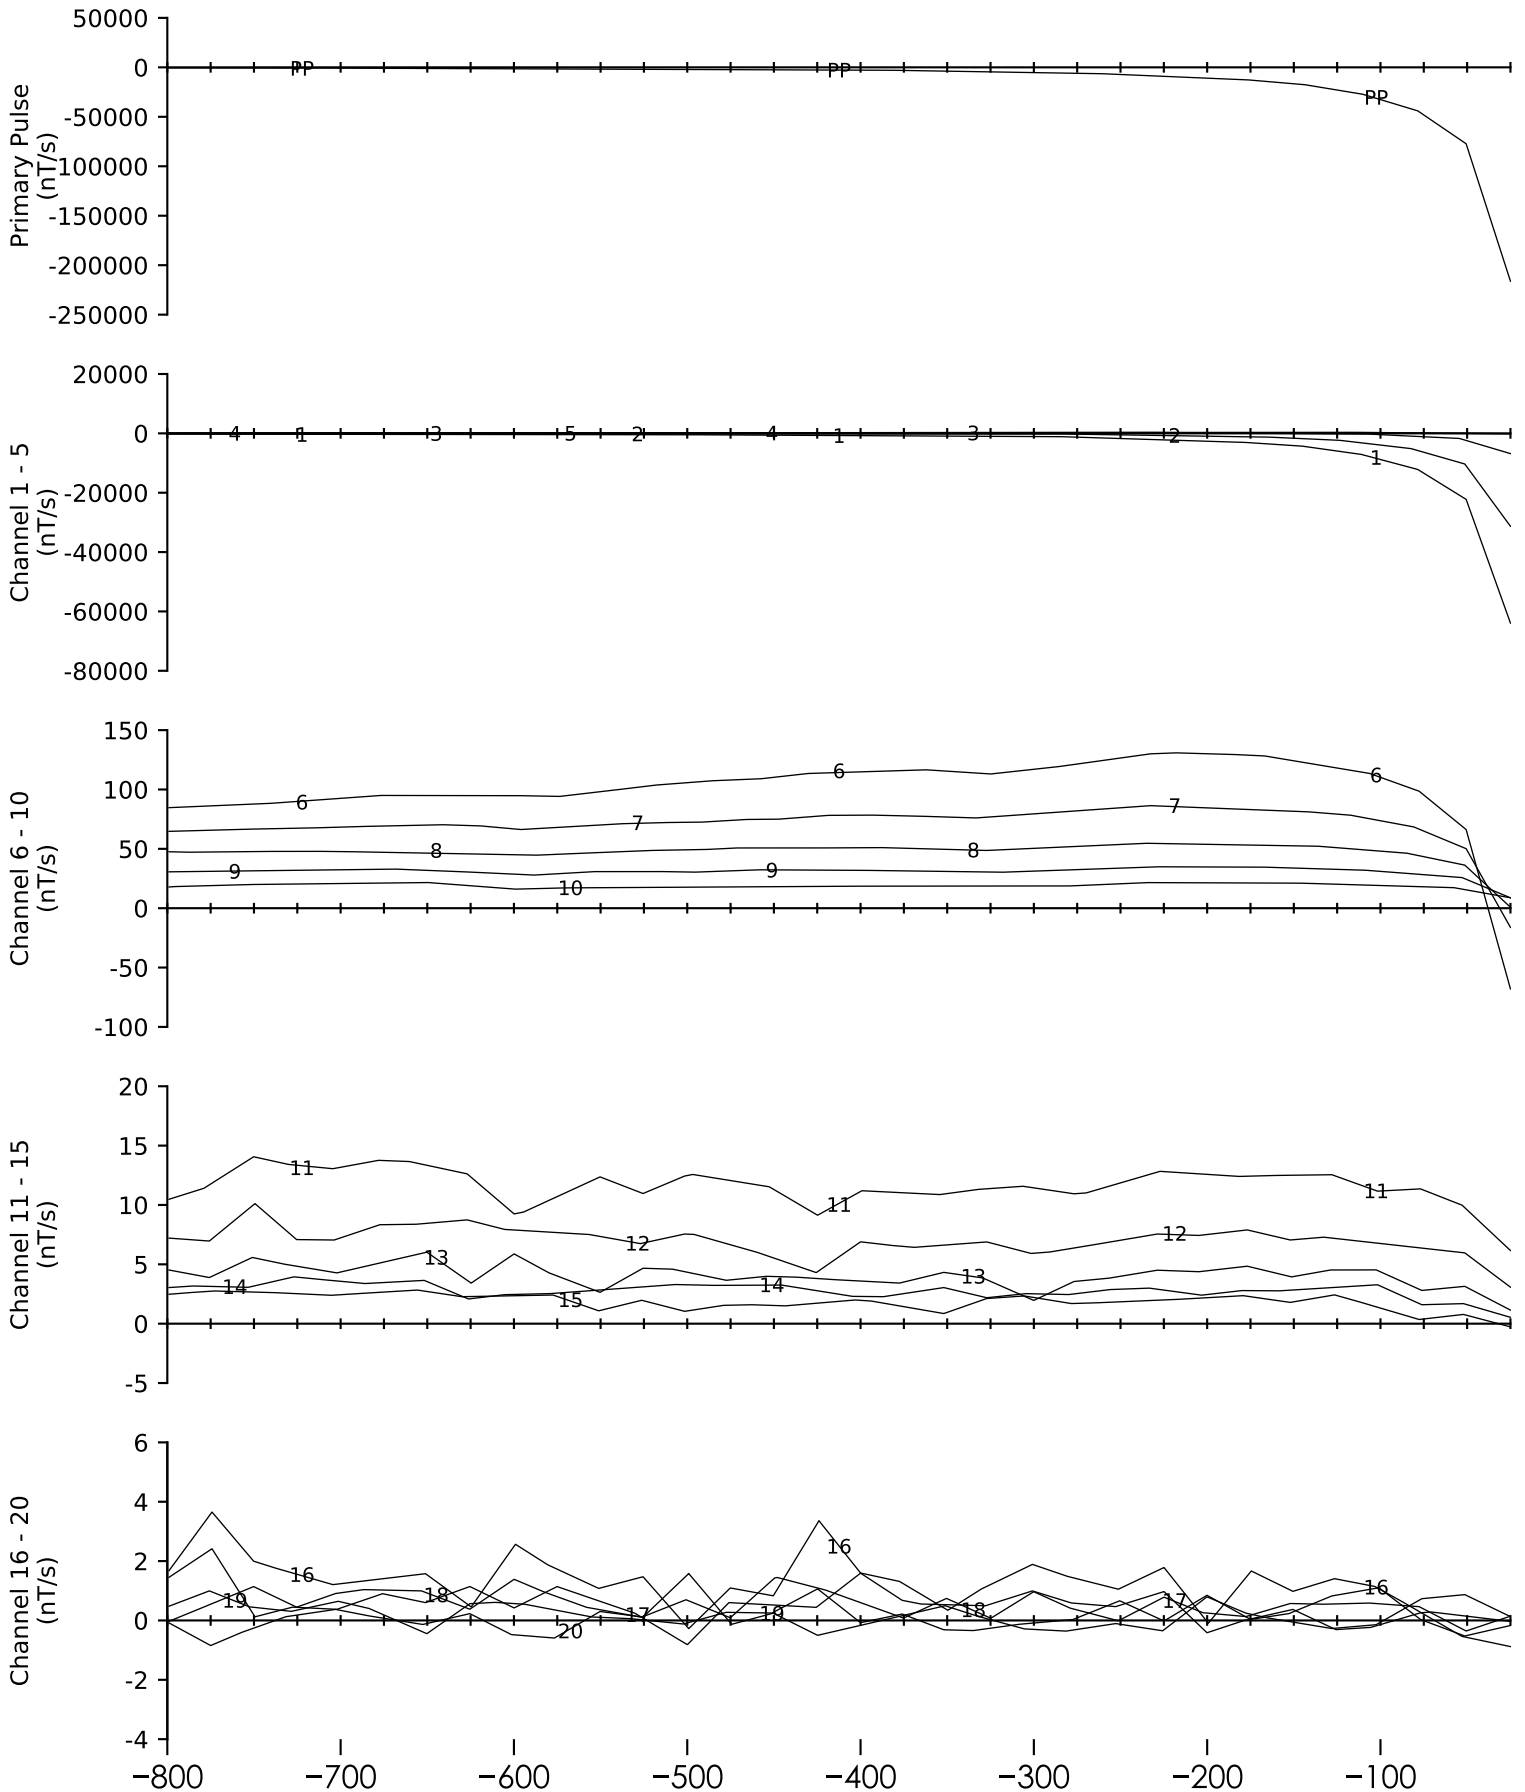 50000
0
-50000
-100000
-150000
-200000
-250000
Primary Pulse
(nT/s)
PP PP PP
20000
0
-20000
-40000
-60000
-80000
Channel 1 - 5
(nT/s)
4 1 3 5 2 4 1 3 2 1
150
100
50
0
-50
-100
Channel 6 - 10
(nT/s)
6 6 6
7 7
8 8
9 9
10
20
15
10
5
0
-5
Channel 11 - 15
(nT/s)
11 11 11
12 12
13 13
14 14
15
6
4
2
0
-2
-4
Channel 16 - 20
(nT/s)
16 16 16
17 17
18 18
19 19
20
−800 −700 −600 −500 −400 −300 −200 −100